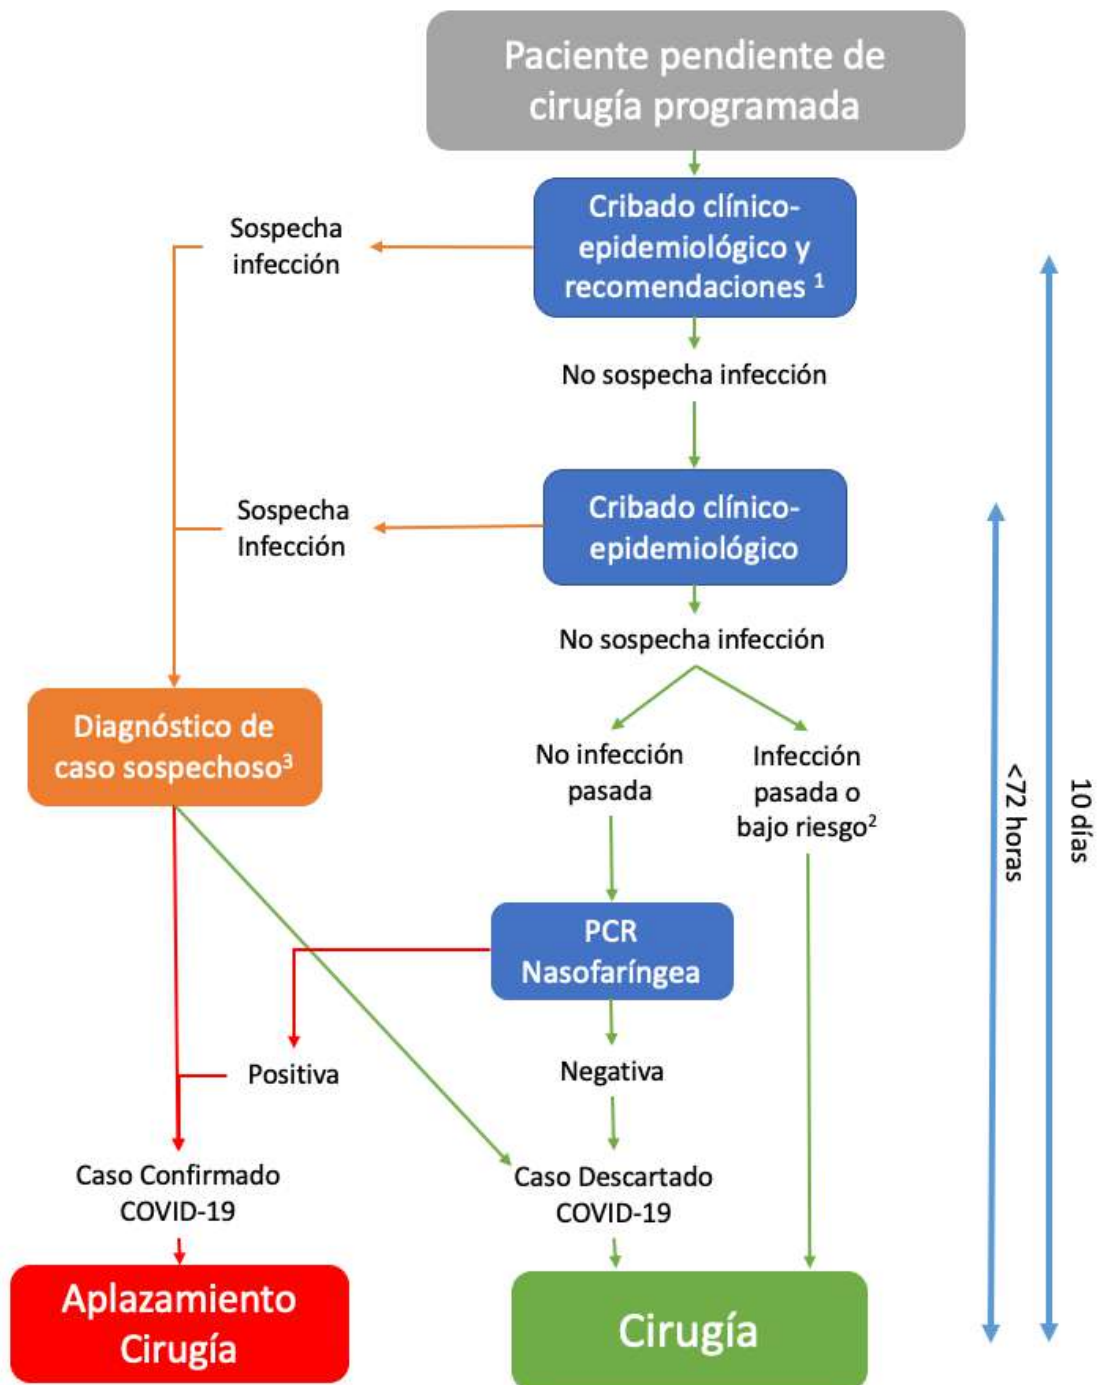 Paciente pendiente de
cirugía programada
Cribado clínico-
epidemiológico y
recomendaciones 1
Sospecha
infección
No sospecha infección
Cribado clínico-
epidemiológico
Sospecha
Infección
No sospecha infección
Diagnóstico de
caso sospechoso3
No infección
pasada
Infección
pasada o
bajo riesgo2
<72 horas
10 días
PCR
Nasofaríngea
Positiva
Negativa
Caso Confirmado
COVID-19
Caso Descartado
COVID-19
Aplazamiento
Cirugía
Cirugía